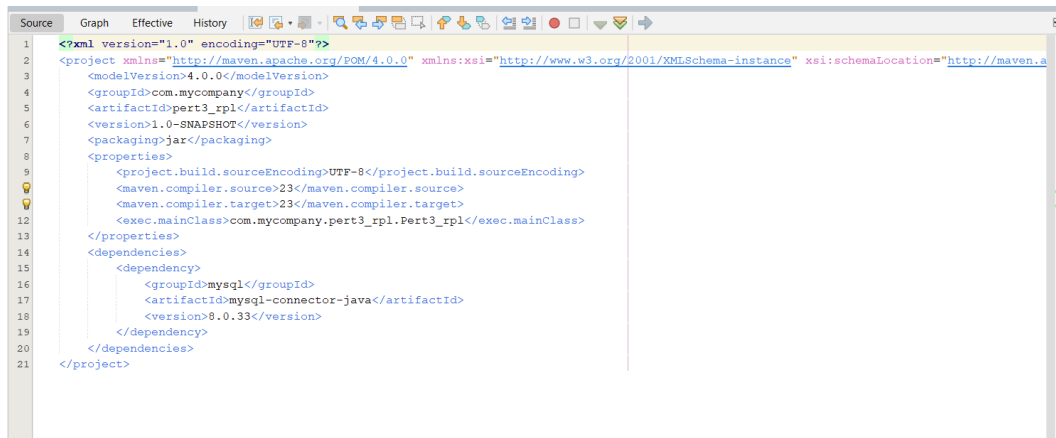 Source Graph Effective History
1 <?xml version="1.0" encoding="UTF-8"?>
2 <project xmlns="http://maven.apache.org/POM/4.0.0" xmlns:xsi="http://www.w3.org/2001/XMLSchema-instance" xsi:schemaLocation="http://maven.a
3 <modelVersion>4.0.0</modelVersion>
4 <groupId>com.mycompany</groupId>
5 <artifactId>pert3_rpl</artifactId>
6 <version>1.0-SNAPSHOT</version>
7 <packaging>jar</packaging>
8 <properties>
9 <project.build.sourceEncoding>UTF-8</project.build.sourceEncoding>
<maven.compiler.source>23</maven.compiler.source>
<maven.compiler.target>23</maven.compiler.target>
12 <exec.mainClass>com.mycompany.pert3_rpl.Pert3_rpl</exec.mainClass>
13 </properties>
14 <dependencies>
15 <dependency>
16 <groupId>mysql</groupId>
17 <artifactId>mysql-connector-java</artifactId>
18 <version>8.0.33</version>
19 </dependency>
20 </dependencies>
21 </project>